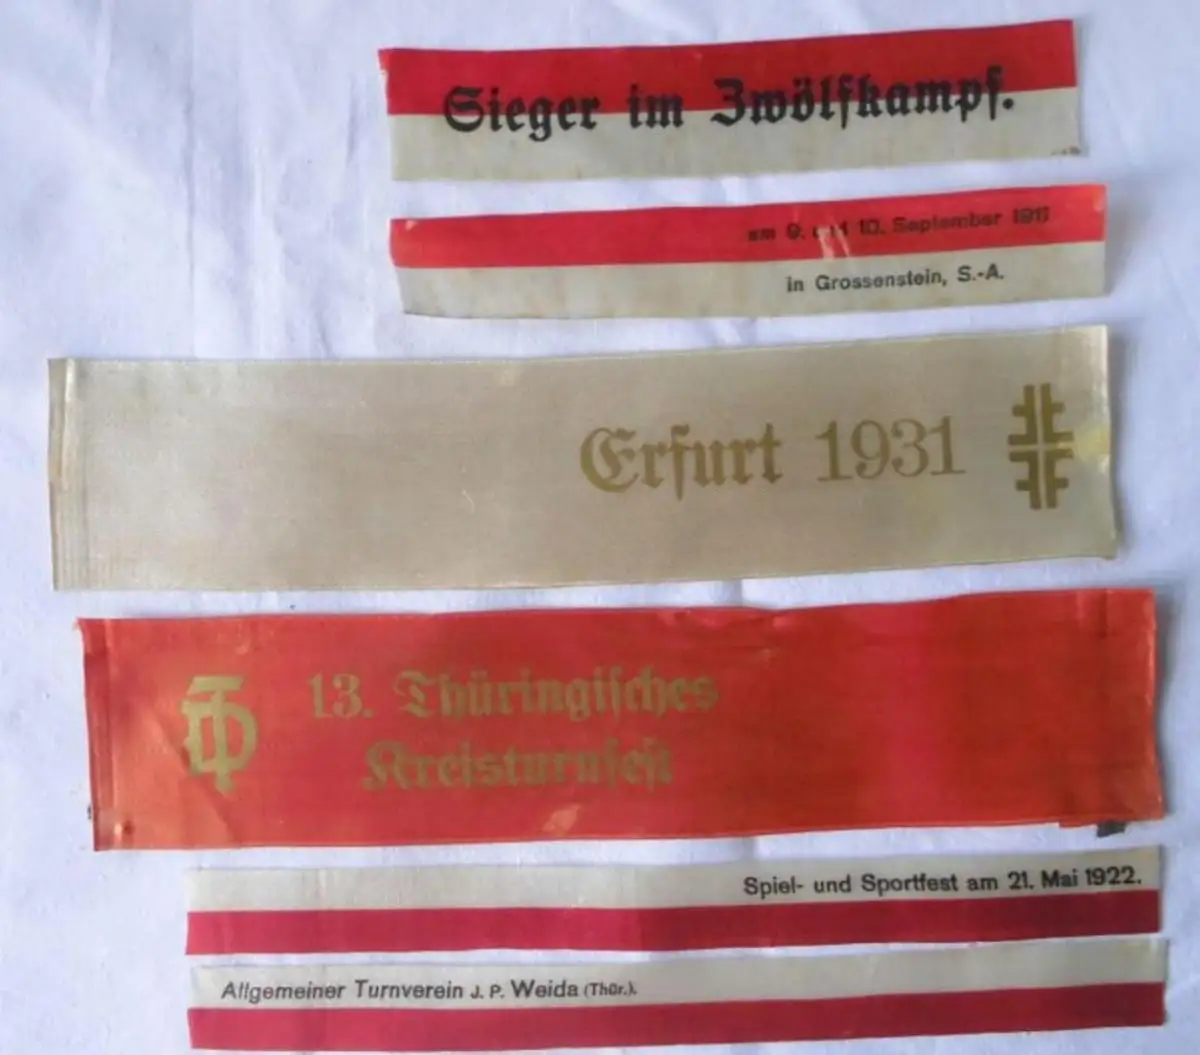 Sieger im Zwölfkampf.
am 9. und 10. September 1911
in Grossenstein, S.-A.
Erfurt 1931
13. Thüringisches
Kreisturnfest
Spiel- und Sportfest am 21. Mai 1922.
Allgemeiner Turnverein J. P. Weida (Thür.).